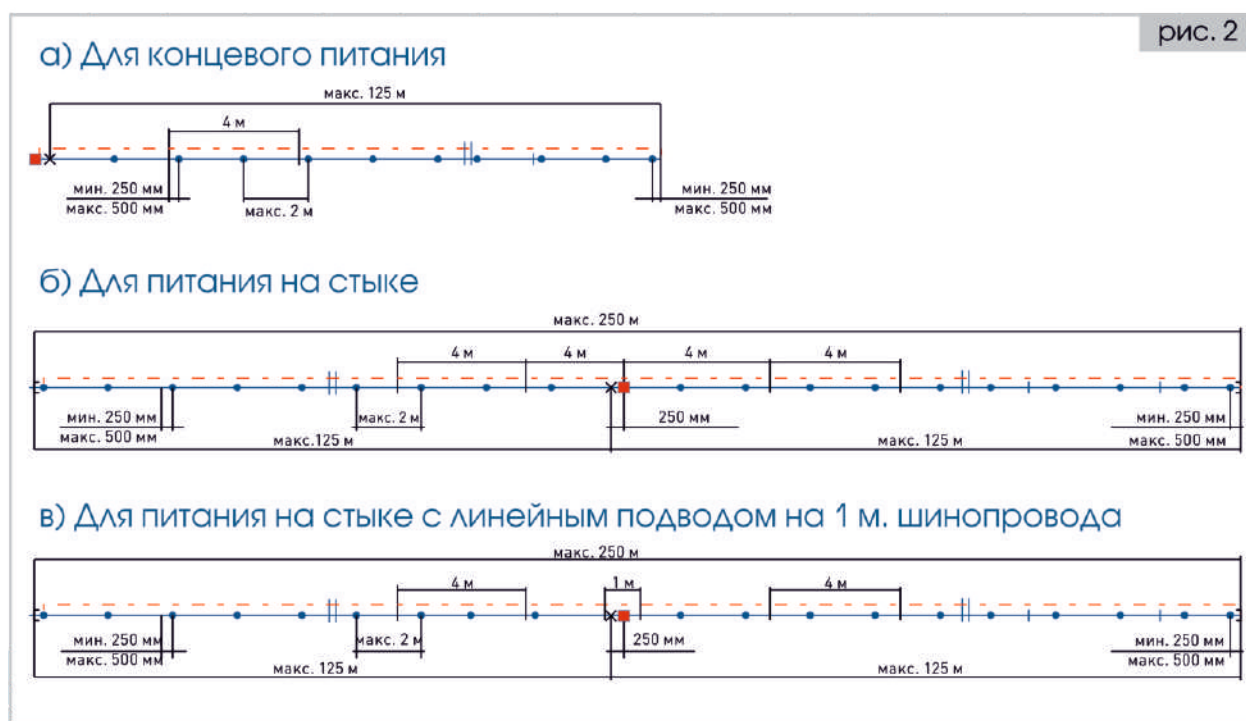 рис. 2
а) Для концевого питания
макс. 125 м
4 м
мин. 250 мм
макс. 500 мм
макс. 2 м
мин. 250 мм
макс. 500 мм
б) Для питания на стыке
макс. 250 м
4 м 4 м 4 м 4 м
мин. 250 мм
макс. 500 мм
макс. 2 м
250 мм
мин. 250 мм
макс. 500 мм
макс.125 м
макс. 125 м
в) Для питания на стыке с линейным подводом на 1 м. шинопровода
макс. 250 м
4 м 1 м 4 м
мин. 250 мм
макс. 500 мм
макс. 2 м
250 мм
мин. 250 мм
макс. 500 мм
макс. 125 м
макс. 125 м